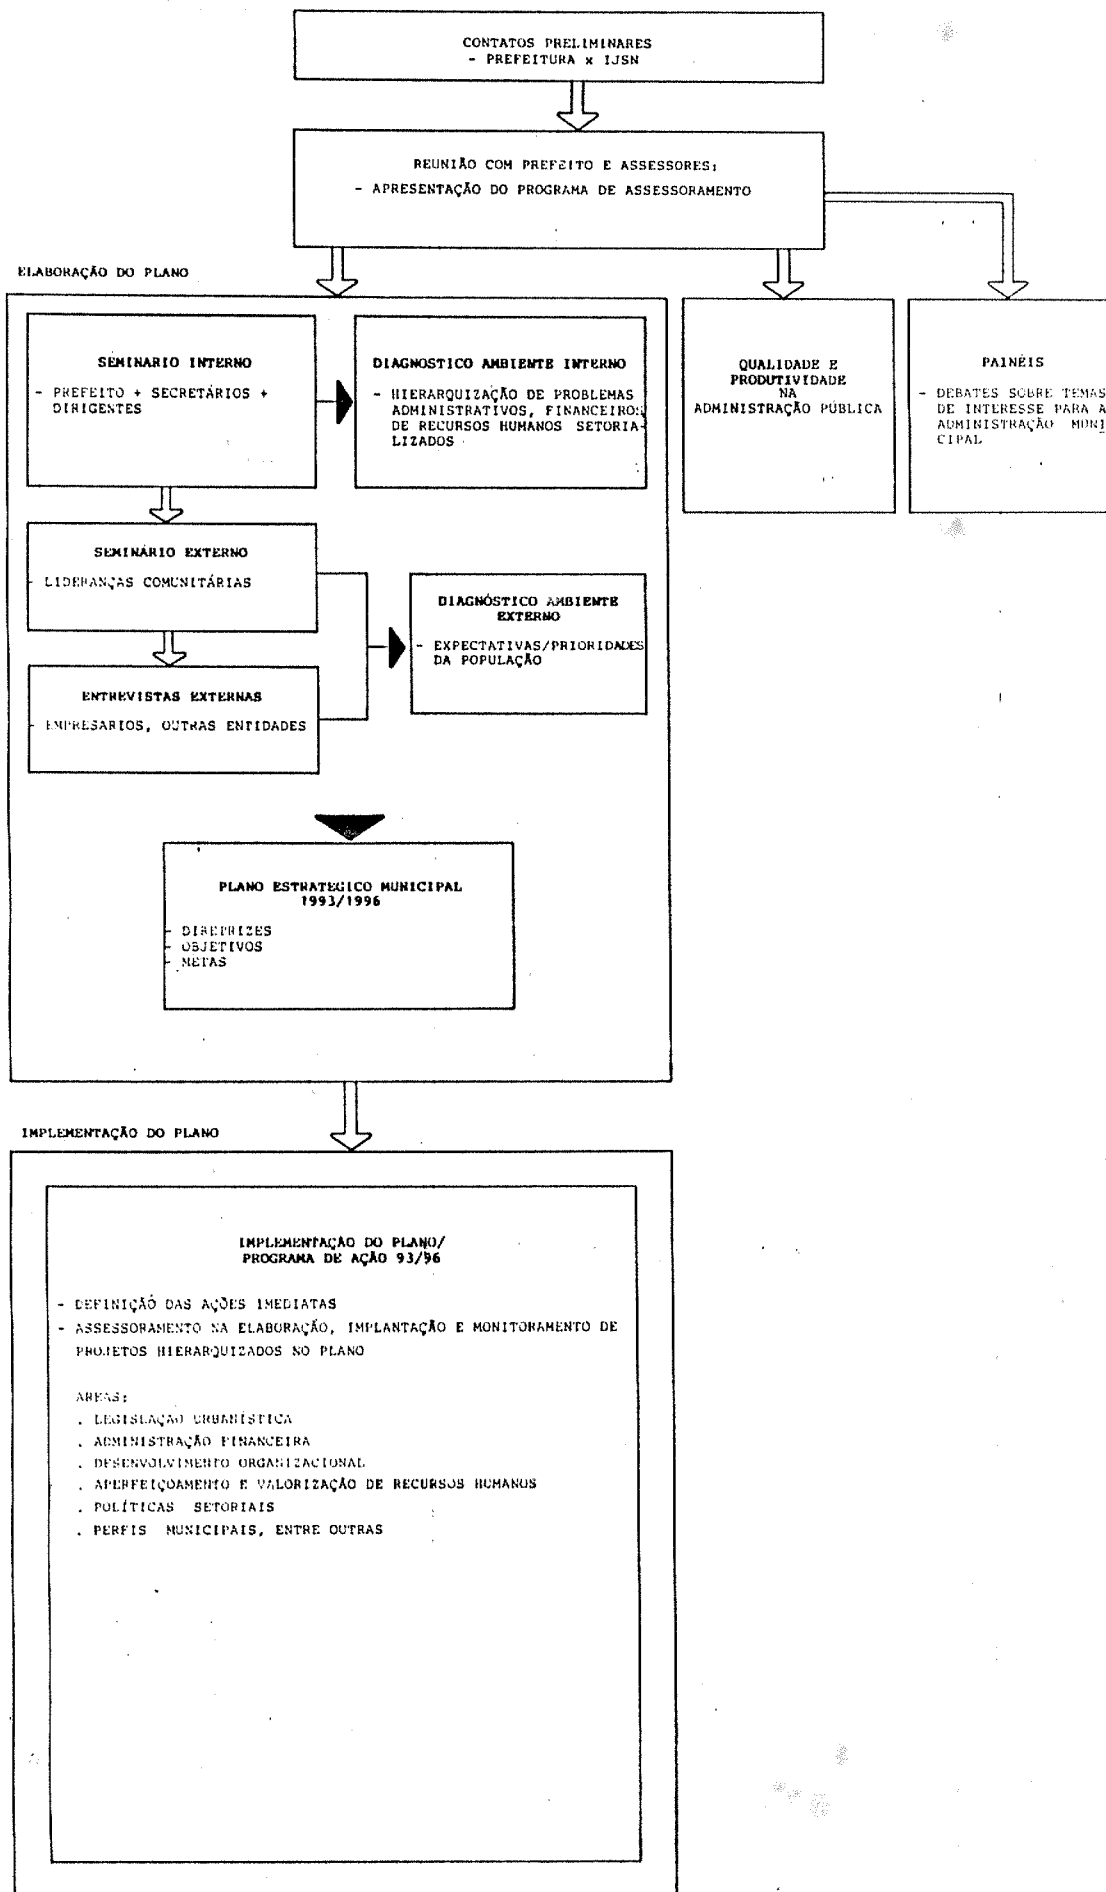 CONTATOS PRELIMINARES
- PREFEITURA x IJSN
REUNIÃO COM PREFEITO E ASSESSORES;
- APRESENTAÇÃO DO PROGRAMA DE ASSESSORAMENTO
ELABORAÇÃO DO PLANO
SEMINARIO INTERNO
- PREFEITO + SECRETÁRIOS +
DIRIGENTES
DIAGNOSTICO AMBIENTE INTERNO
- HIERARQUIZAÇÃO DE PROBLEMAS
ADMINISTRATIVOS, FINANCEIROS
DE RECURSOS HUMANOS SETORIA-
LIZADOS
QUALIDADE E
PRODUTIVIDADE
NA
ADMINISTRAÇÃO PÚBLICA
PAINÉIS
- DEBATES SOBRE TEMAS
DE INTERESSE PARA A
ADMINISTRAÇÃO MUNI
CIPAL
SEMINÁRIO EXTERNO
- LIDERANÇAS COMUNITÁRIAS
DIAGNÓSTICO AMBIENTE
EXTERNO
- EXPECTATIVAS/PRIORIDADES
DA POPULAÇÃO
ENTREVISTAS EXTERNAS
- EMPRESARIOS, OUTRAS ENTIDADES
PLANO ESTRATEGICO MUNICIPAL
1993/1996
- DIRETRIZES
- OBJETIVOS
- METAS
IMPLEMENTAÇÃO DO PLANO
IMPLEMENTAÇÃO DO PLANO/
PROGRAMA DE AÇÃO 93/96
- DEFINIÇÃO DAS AÇÕES IMEDIATAS
- ASSESSORAMENTO NA ELABORAÇÃO, IMPLANTAÇÃO E MONITORAMENTO DE
PROJETOS HIERARQUIZADOS NO PLANO
AREAS:
. LEGISLAÇÃO URBANÍSTICA
. ADMINISTRAÇÃO FINANCEIRA
. DESENVOLVIMENTO ORGANIZACIONAL
. APERFEIÇOAMENTO E VALORIZAÇÃO DE RECURSOS HUMANOS
. POLÍTICAS SETORIAIS
. PERFIS MUNICIPAIS, ENTRE OUTRAS